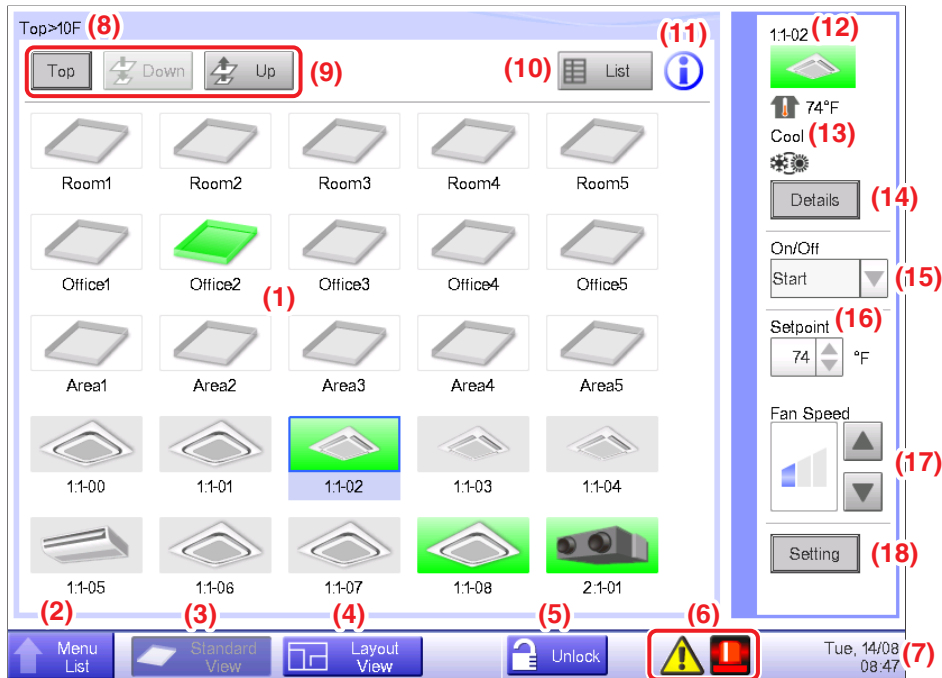 Top>10F (8)
Top Down Up (9) (10) List (11)
Room1 Room2 Room3 Room4 Room5
Office1 Office2 Office3 Office4 Office5
(1)
Area1 Area2 Area3 Area4 Area5
1:1-00 1:1-01 1:1-02 1:1-03 1:1-04
1:1-05 1:1-06 1:1-07 1:1-08 2:1-01
1:1-02 (12)
74°F
Cool (13)
Details (14)
On/Off
Start (15)
Setpoint (16)
74 °F
Fan Speed
(17)
Setting (18)
(2) (3) (4) (5) (6)
Menu
List
Standard
View
Layout
View
Unlock
Tue, 14/08
08:47
(7)